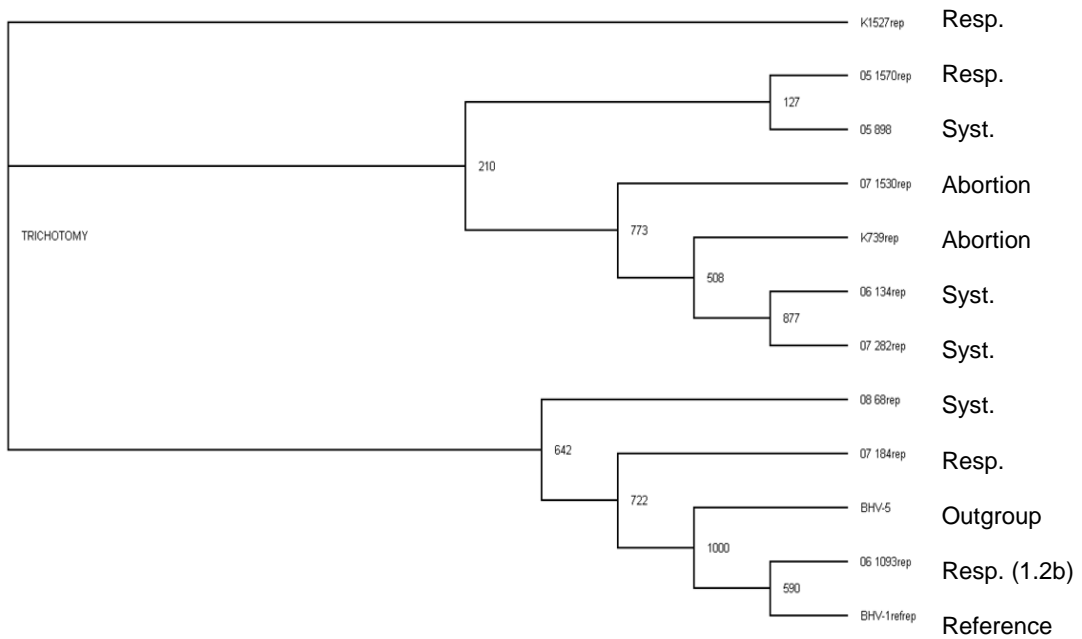 K1527rep Resp.
05 1570rep Resp.
127
05 898 Syst.
210
07 1530rep Abortion
TRICHOTOMY
773
K739rep Abortion
508
06 134rep Syst.
877
07 282rep Syst.
08 68rep Syst.
642
07 184rep Resp.
722
BHV-5 Outgroup
1000
06 1093rep Resp. (1.2b)
590
BHV-1refrep Reference